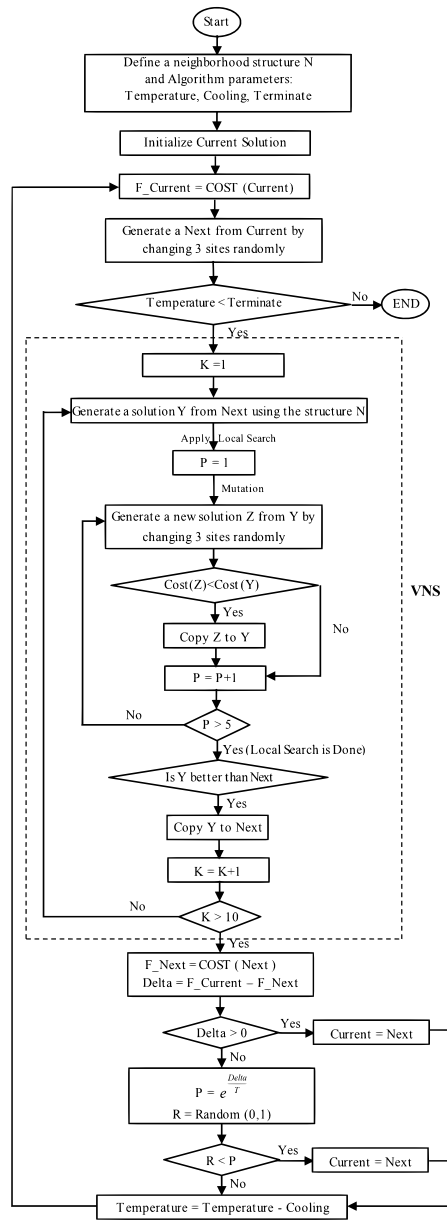 Start
Define a neighborhood structure N
and Algorithm parameters:
Temperature, Cooling, Terminate
Initialize Current Solution
F_Current = COST (Current)
Generate a Next from Current by
changing 3 sites randomly
Temperature < Terminate
No
END
Yes
K =1
Generate a solution Y from Next using the structure N
Apply Local Search
P = 1
Mutation
Generate a new solution Z from Y by
changing 3 sites randomly
Cost(Z)<Cost(Y)
VNS
Yes
No
Copy Z to Y
P = P+1
No
P > 5
Yes (Local Search is Done)
Is Y better than Next
Yes
Copy Y to Next
K = K+1
No
K > 10
Yes
F_Next = COST ( Next )
Delta = F_Current – F_Next
Delta > 0
Yes
Current = Next
No
P = e^(Delta/T)
R = Random (0,1)
R < P
Yes
Current = Next
No
Temperature = Temperature - Cooling